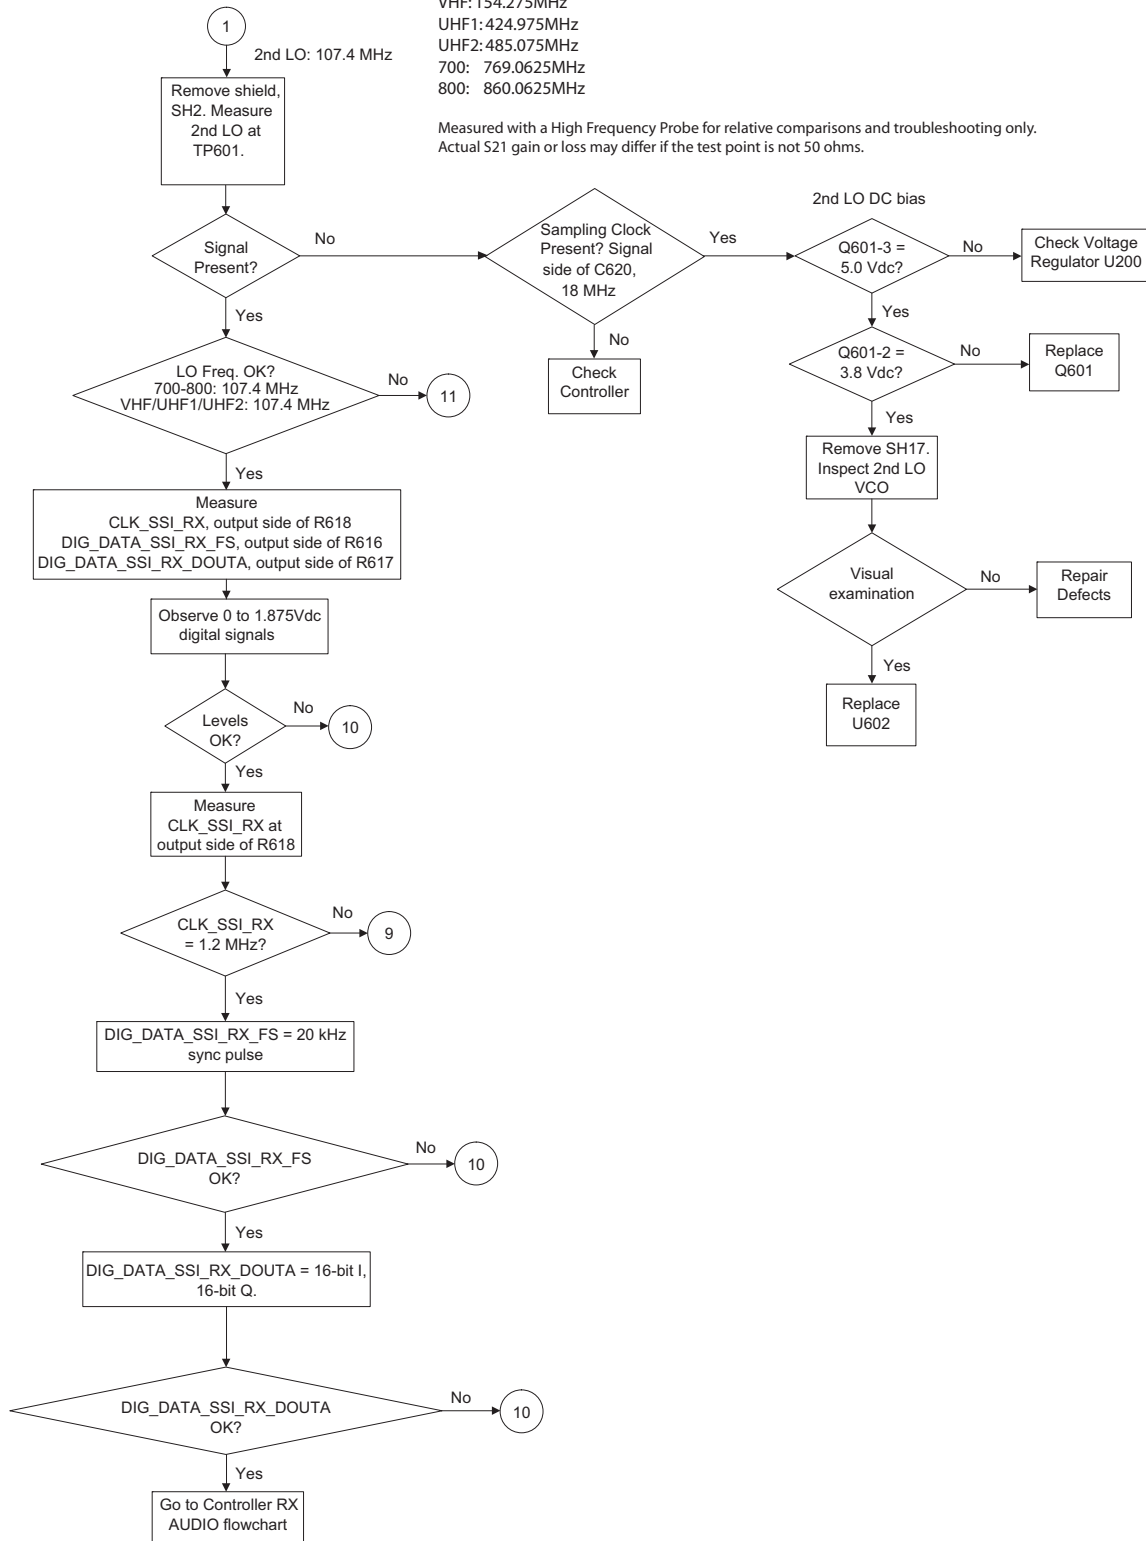 VHF: 154.275MHz
UHF1: 424.975MHz
UHF2: 485.075MHz
700: 769.0625MHz
800: 860.0625MHz
Measured with a High Frequency Probe for relative comparisons and troubleshooting only.
Actual S21 gain or loss may differ if the test point is not 50 ohms.
1
2nd LO: 107.4 MHz
Remove shield,
SH2. Measure
2nd LO at
TP601.
Signal
Present?
No
Yes
Sampling Clock
Present? Signal
side of C620,
18 MHz
Yes
No
Check
Controller
2nd LO DC bias
Q601-3 =
5.0 Vdc?
No
Check Voltage
Regulator U200
Yes
Q601-2 =
3.8 Vdc?
No
Replace
Q601
Yes
Remove SH17.
Inspect 2nd LO
VCO
Visual
examination
No
Repair
Defects
Yes
Replace
U602
LO Freq. OK?
700-800: 107.4 MHz
VHF/UHF1/UHF2: 107.4 MHz
No
11
Yes
Measure
CLK_SSI_RX, output side of R618
DIG_DATA_SSI_RX_FS, output side of R616
DIG_DATA_SSI_RX_DOUTA, output side of R617
Observe 0 to 1.875Vdc
digital signals
Levels
OK?
No
10
Yes
Measure
CLK_SSI_RX at
output side of R618
CLK_SSI_RX
= 1.2 MHz?
No
9
Yes
DIG_DATA_SSI_RX_FS = 20 kHz
sync pulse
DIG_DATA_SSI_RX_FS
OK?
No
10
Yes
DIG_DATA_SSI_RX_DOUTA = 16-bit I,
16-bit Q.
DIG_DATA_SSI_RX_DOUTA
OK?
No
10
Yes
Go to Controller RX
AUDIO flowchart